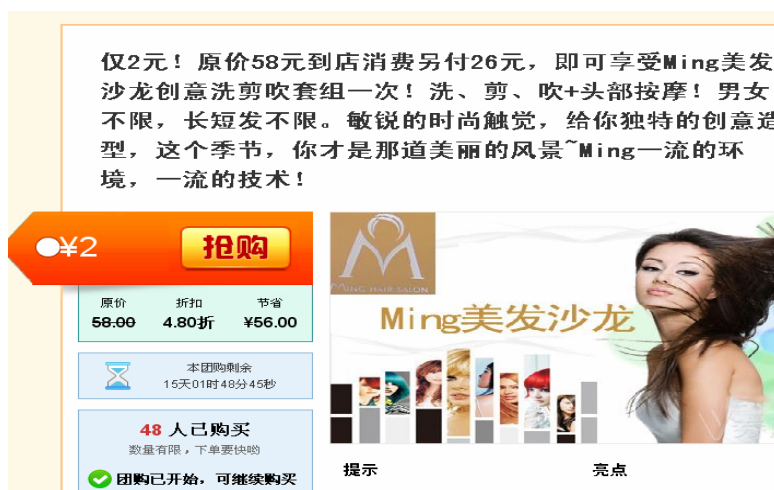 仅2元！原价58元到店消费另付26元，即可享受Ming美发
沙龙创意洗剪吹套组一次！洗、剪、吹+头部按摩！男女
不限，长短发不限。敏锐的时尚触觉，给你独特的创意造
型，这个季节，你才是那道美丽的风景~Ming一流的环
境，一流的技术！
¥2 抢购
原价 折扣 节省
58.00 4.80折 ¥56.00
本团购剩余
15天01时48分45秒
48 人已购买
数量有限，下单要快哟
团购已开始，可继续购买
MING HAIR SALON
Ming美发沙龙
提示 亮点